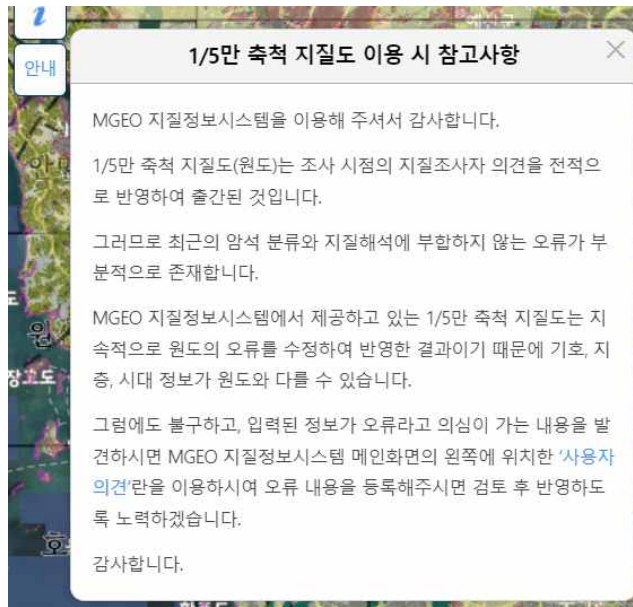 i
안내
1/5만 축척 지질도 이용 시 참고사항
MGEO 지질정보시스템을 이용해 주셔서 감사합니다.
1/5만 축척 지질도(원도)는 조사 시점의 지질조사자 의견을 전적으
로 반영하여 출간된 것입니다.
그러므로 최근의 암석 분류와 지질해석에 부합하지 않는 오류가 부
분적으로 존재합니다.
MGEO 지질정보시스템에서 제공하고 있는 1/5만 축척 지질도는 지
속적으로 원도의 오류를 수정하여 반영한 결과이기 때문에 기호, 지
층, 시대 정보가 원도와 다를 수 있습니다.
그럼에도 불구하고, 입력된 정보가 오류라고 의심이 가는 내용을 발
견하시면 MGEO 지질정보시스템 메인화면의 왼쪽에 위치한 '사용자
의견'란을 이용하시여 오류 내용을 등록해주시면 검토 후 반영하도
록 노력하겠습니다.
감사합니다.
원
장고도